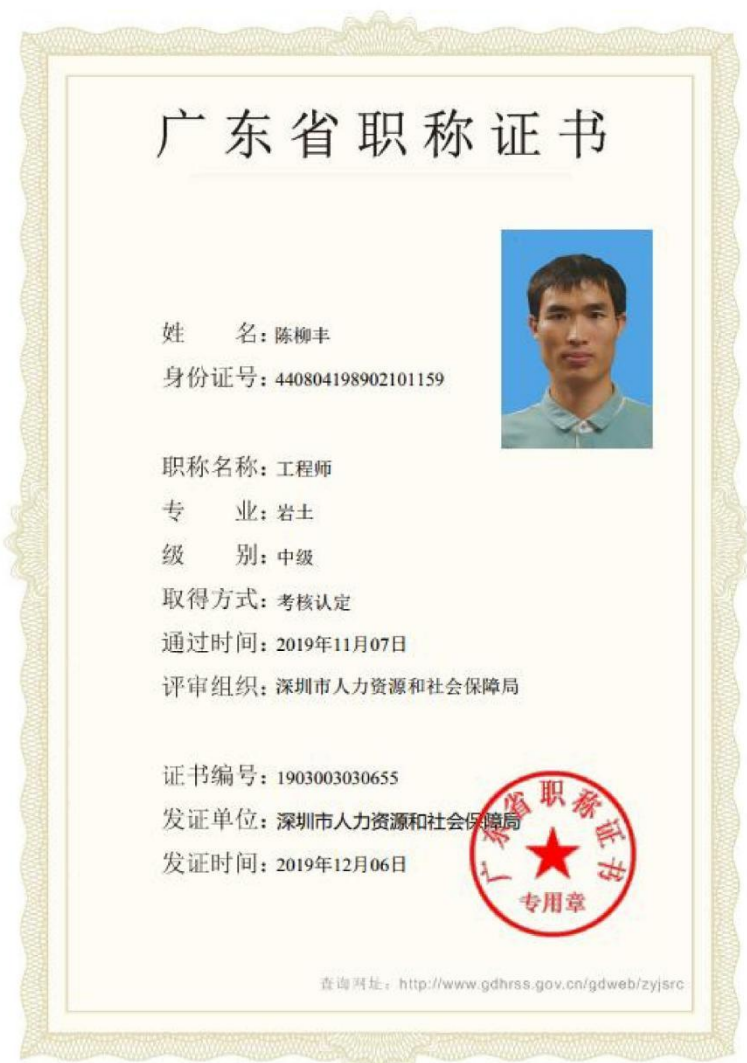 广东省职称证书
姓 名：陈柳丰
身份证号：440804198902101159
职称名称：工程师
专 业：岩土
级 别：中级
取得方式：考核认定
通过时间：2019年11月07日
评审组织：深圳市人力资源和社会保障局
证书编号：1903003030655
发证单位：深圳市人力资源和社会保障局
发证时间：2019年12月06日
广东省职称证书
专用章
查询网址：http://www.gdhrss.gov.cn/gdweb/zyjsrc